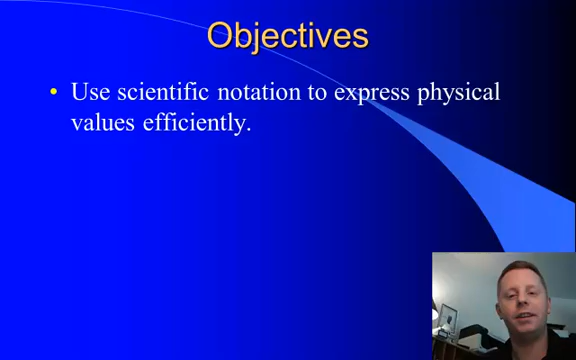 Objectives
• Use scientific notation to express physical
values efficiently.